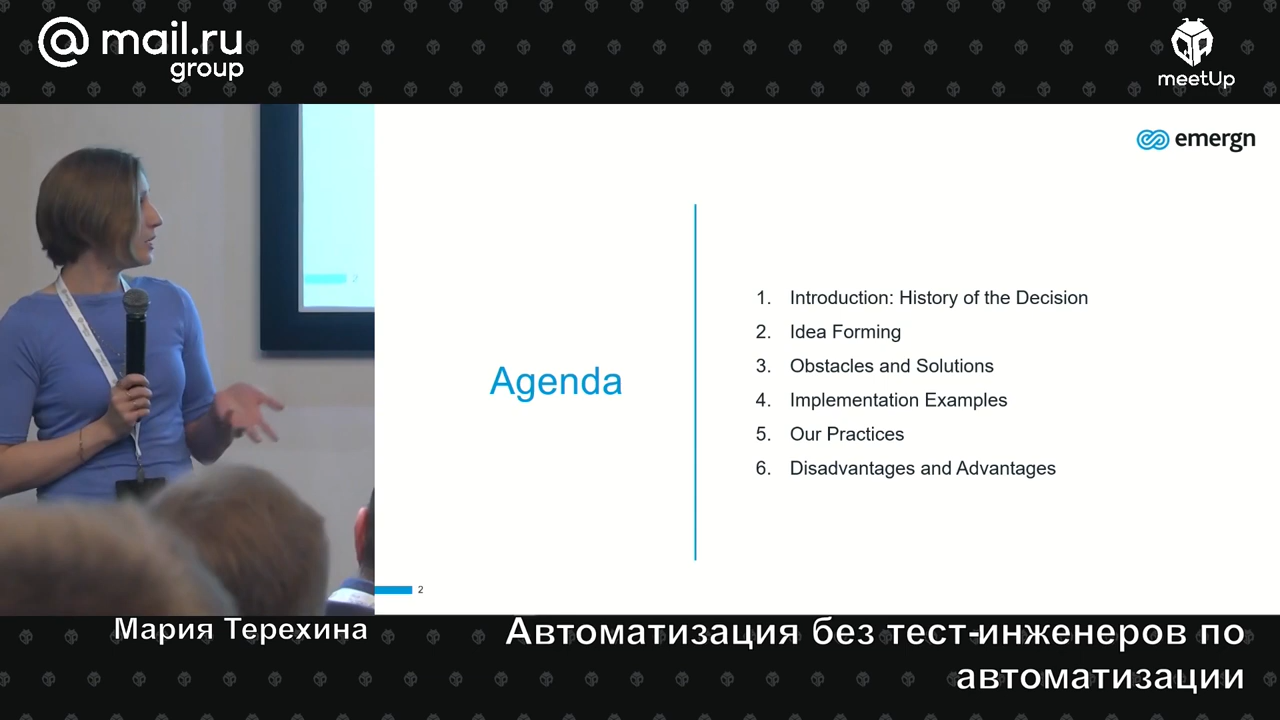 @mail.ru
group
meetUp
emergn
Agenda
1. Introduction: History of the Decision
2. Idea Forming
3. Obstacles and Solutions
4. Implementation Examples
5. Our Practices
6. Disadvantages and Advantages
2
Мария Терехина
Автоматизация без тест-инженеров по
автоматизации